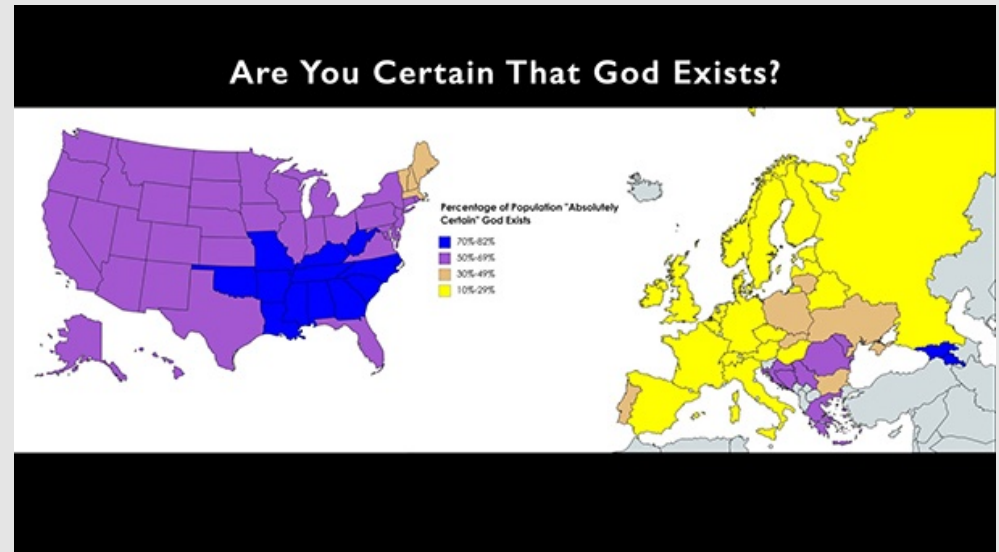 Are You Certain That God Exists?
Percentage of Population "Absolutely
Certain" God Exists
70%-82%
50%-69%
30%-49%
10%-29%